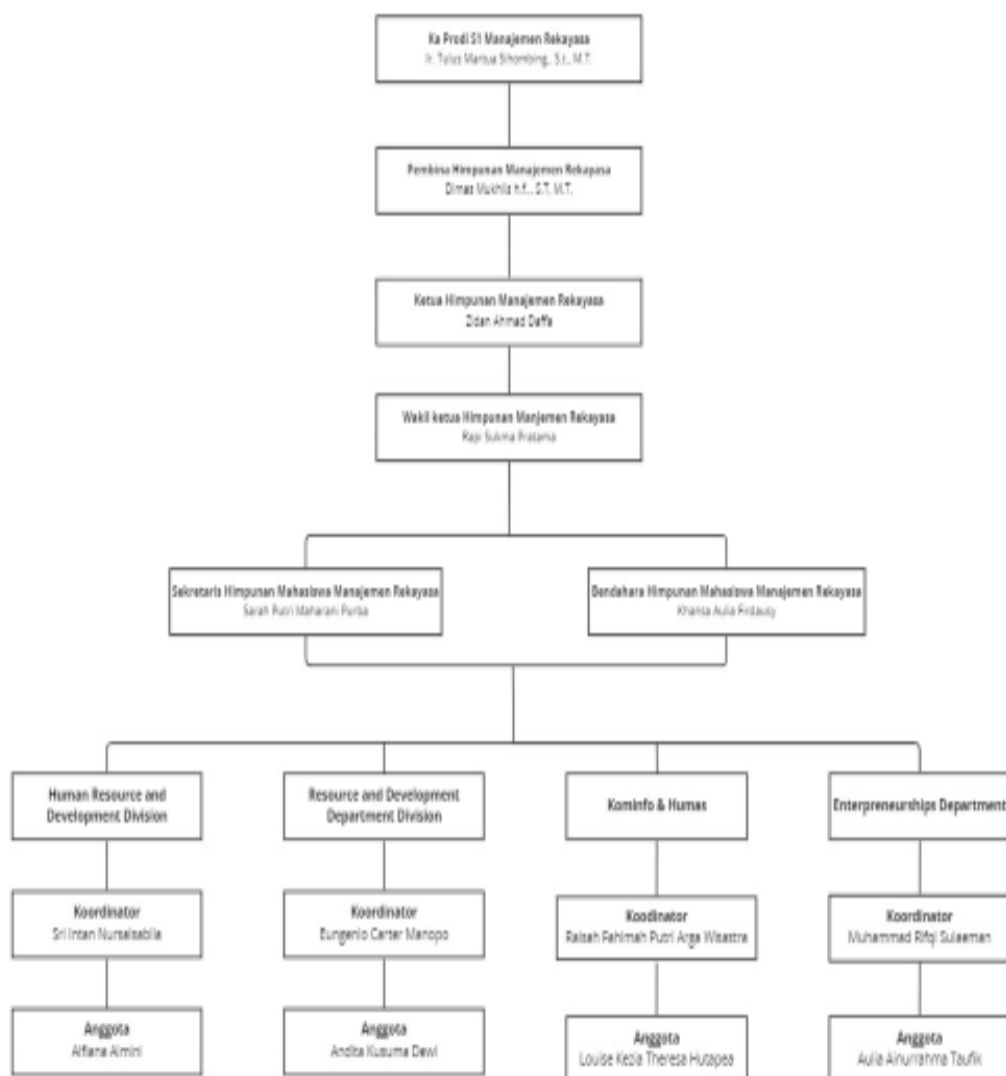 Ka Prodi S1 Manajemen Rekayasa
Ir. Tulus Martua Sihombing, S.t., M.T.
Pembina Himpunan Manajemen Rekayasa
Dimas Mukhlis h.f., S.T, M.T.
Ketua Himpunan Manajemen Rekayasa
Zidan Ahmad Daffa
Wakil ketua Himpunan Manjemen Rekayasa
Sukma Pratama
Sekretaris Himpunan Mahasiswa Manajemen Rekayasa
Sarah Putri Maharani Purba
Bendahara Himpunan Mahasiswa Manajemen Rekayasa
Khansa Aulia Firdausy
Human Resource and
Development Division
Resource and Development
Department Division
Kominfo & Humas
Enterpreneurships Department
Koordinator
Sri Intan Nursalsabila
Koordinator
Eungenio Carter Manopo
Koodinator
Raisah Fahimah Putri Arga Wisastra
Koordinator
Muhammad Rifqi Sulaeman
Anggota
Alfiana Almini
Anggota
Andita Kusuma Dewi
Anggota
Louise Kezia Theresa Hutapea
Anggota
Aulia Ainurrahma Taufik